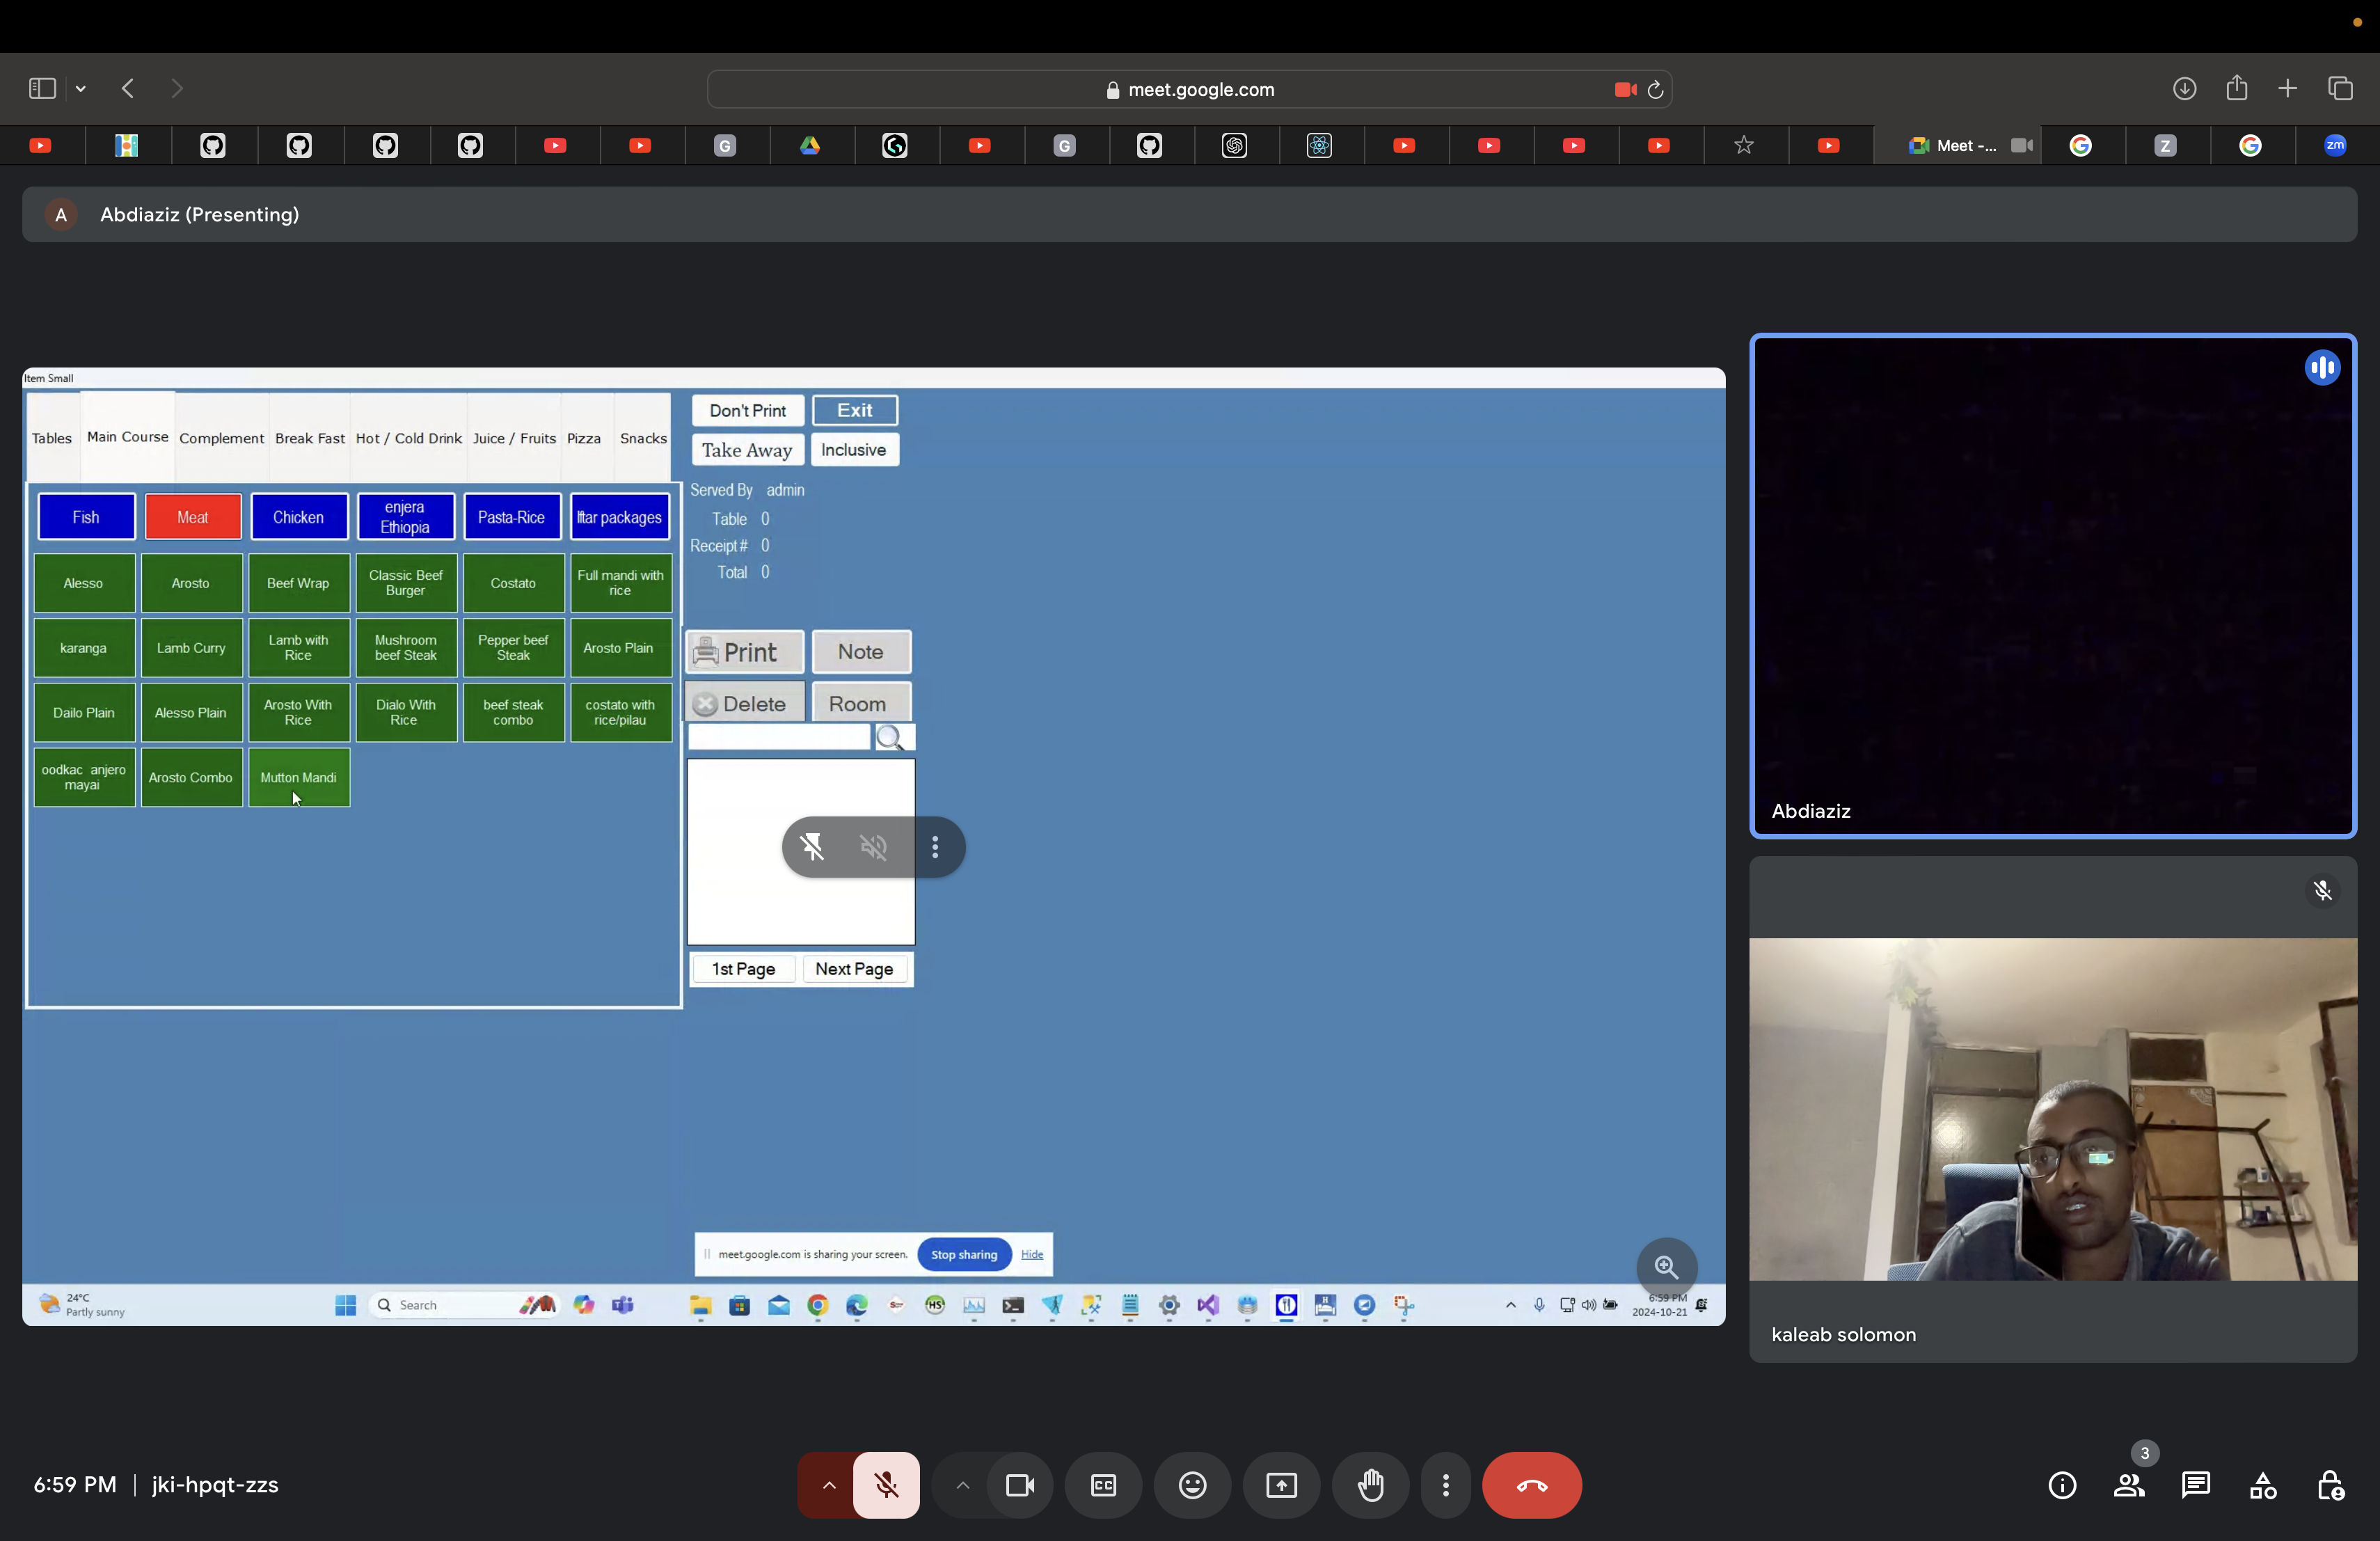 meet.google.com
Meet -...
A
Abdiaziz (Presenting)
Item Small
Tables
Main Course
Complement
Break Fast
Hot / Cold Drink
Juice / Fruits
Pizza
Snacks
Don't Print
Exit
Take Away
Inclusive
Served By admin
Table 0
Receipt # 0
Total 0
Fish
Meat
Chicken
enjera
Ethiopia
Pasta-Rice
Iftar packages
Alesso
Arosto
Beef Wrap
Classic Beef
Burger
Costato
Full mandi with
rice
karanga
Lamb Curry
Lamb with
Rice
Mushroom
beef Steak
Pepper beef
Steak
Arosto Plain
Dailo Plain
Alesso Plain
Arosto With
Rice
Dialo With
Rice
beef steak
combo
costato with
rice/pilau
oodkac anjero
mayai
Arosto Combo
Mutton Mandi
Print
Note
Delete
Room
1st Page
Next Page
meet.google.com is sharing your screen.
Stop sharing
Hide
24°C
Partly sunny
Search
6:59 PM
2024-10-21
Abdiaziz
kaleab solomon
6:59 PM
jki-hpqt-zzs
CC
3
G
G
Z
zm